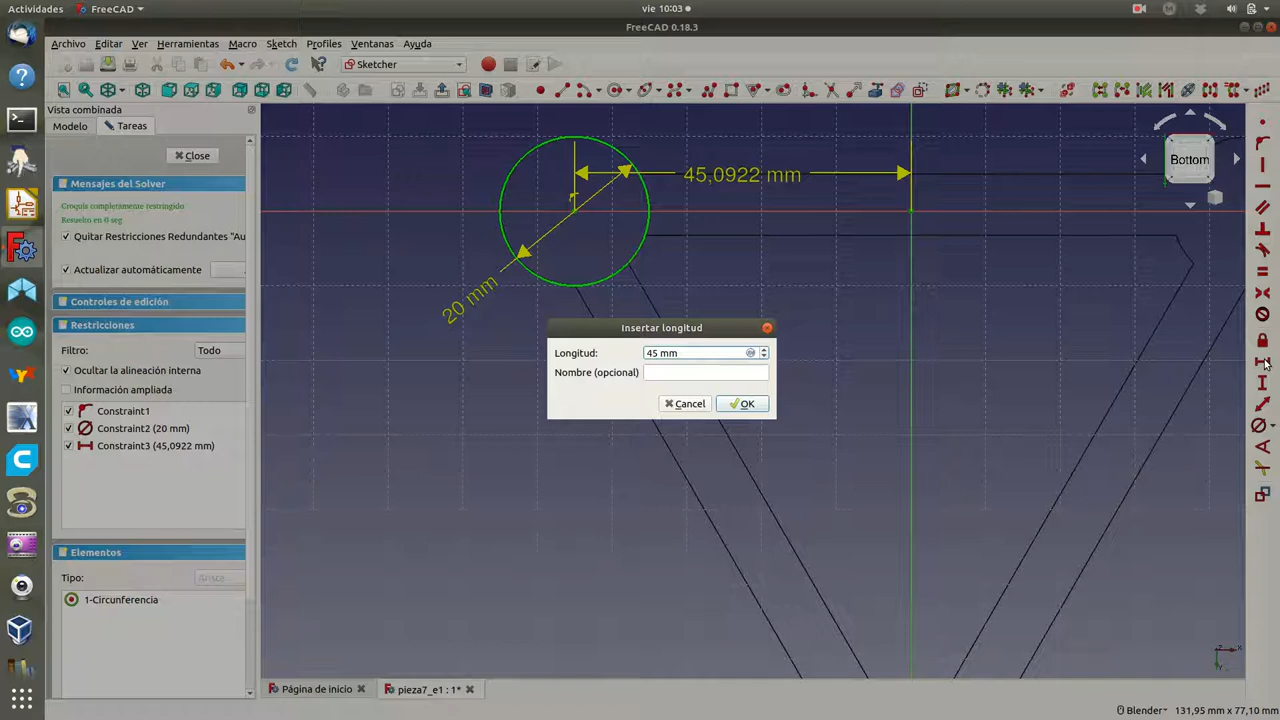 Actividades
FreeCAD
vie 10:03
FreeCAD 0.18.3
Archivo Editar Ver Herramientas Macro Sketch Profiles Ventanas Ayuda
Sketcher
Vista combinada
Modelo Tareas
Close
Mensajes del Solver
Croquis completamente restringido
Resuelto en 0 seg
Quitar Restricciones Redundantes "Au
Actualizar automáticamente
Controles de edición
Restricciones
Filtro: Todo
Ocultar la alineación interna
Información ampliada
Constraint1
Constraint2 (20 mm)
Constraint3 (45,0922 mm)
Elementos
Tipo: Arista
1-Circunferencia
45,0922 mm
20 mm
Bottom
Insertar longitud
Longitud: 45 mm
Nombre (opcional)
Cancel OK
Página de inicio
pieza7_e1 : 1*
Blender
131,95 mm x 77,10 mm